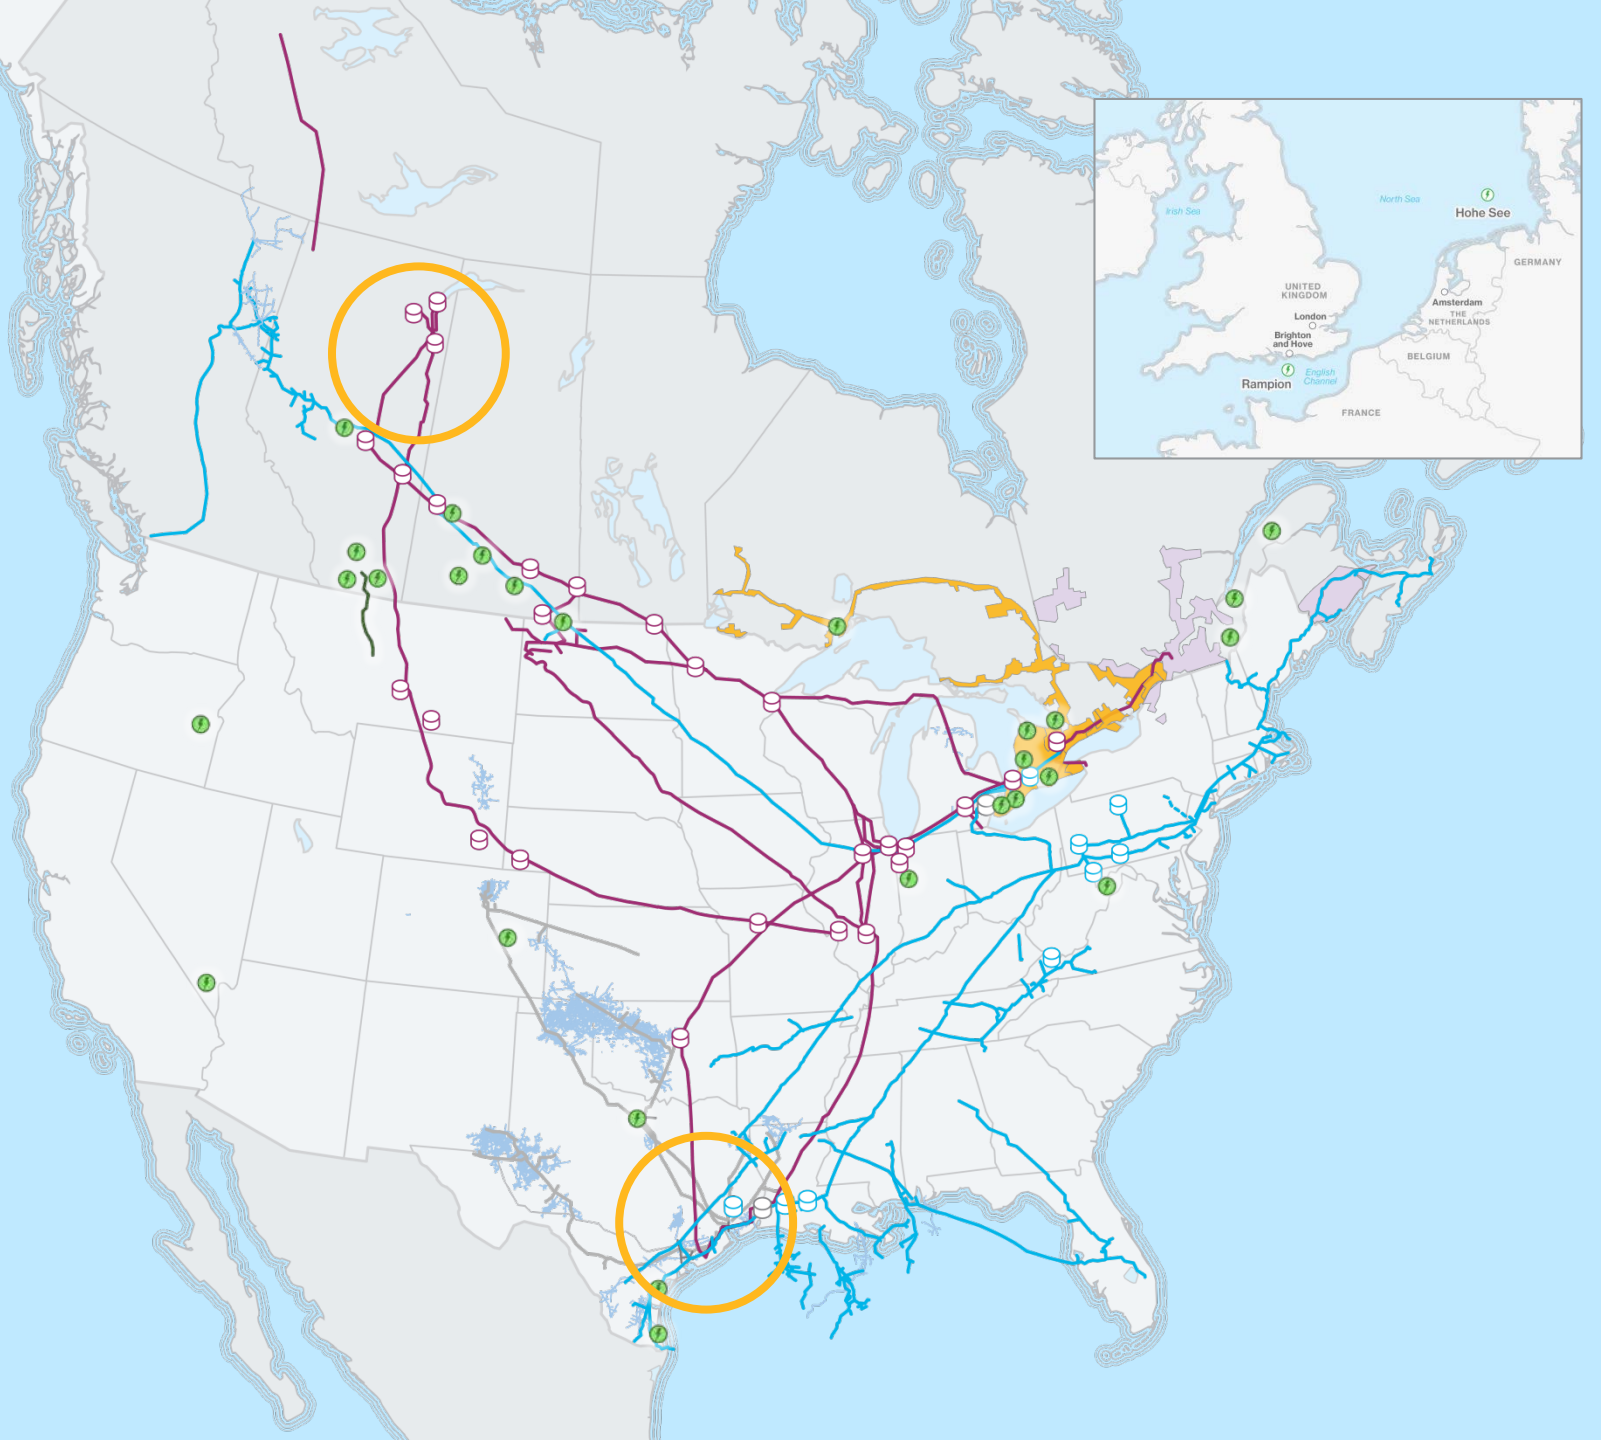 North Sea
Hohe See
Irish Sea
GERMANY
UNITED
KINGDOM
Amsterdam
London
THE
NETHERLANDS
Brighton
and Hove
BELGIUM
English
Channel
Rampion
FRANCE